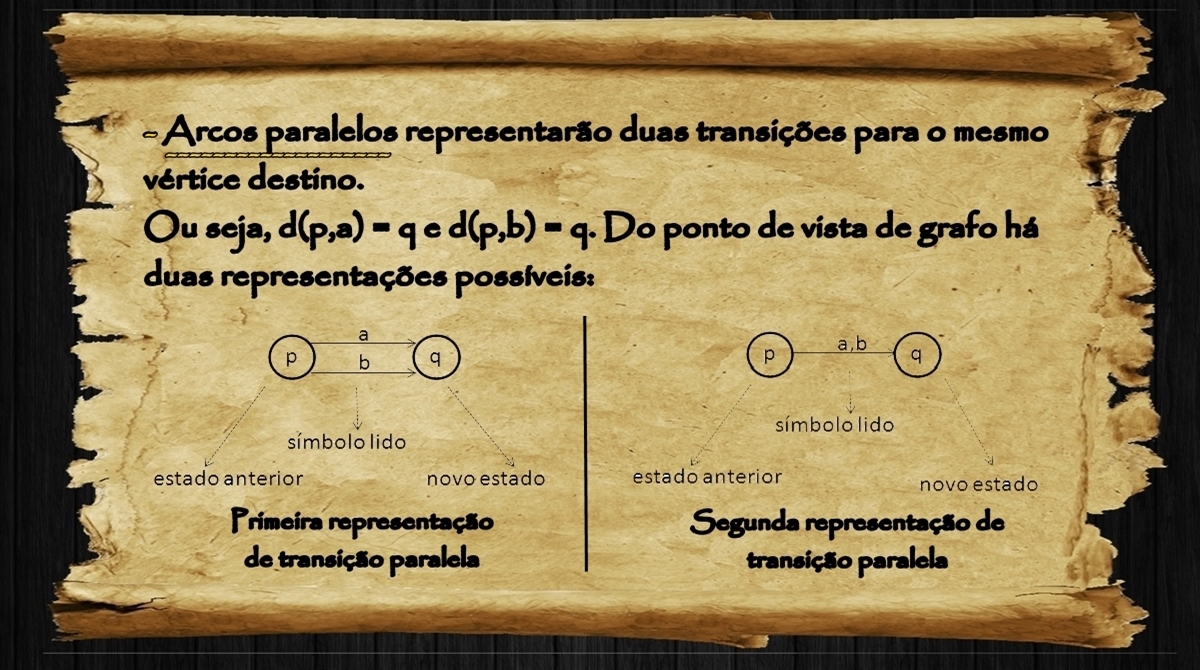 - Arcos paralelos representarão duas transições para o mesmo
vértice destino.
Ou seja, d(p,a) = q e d(p,b) = q. Do ponto de vista de grafo há
duas representações possíveis:
a
p q
b
símbolo lido
estado anterior novo estado
Primeira representação
de transição paralela
a,b
p q
símbolo lido
estado anterior
novo estado
Segunda representação de
transição paralela